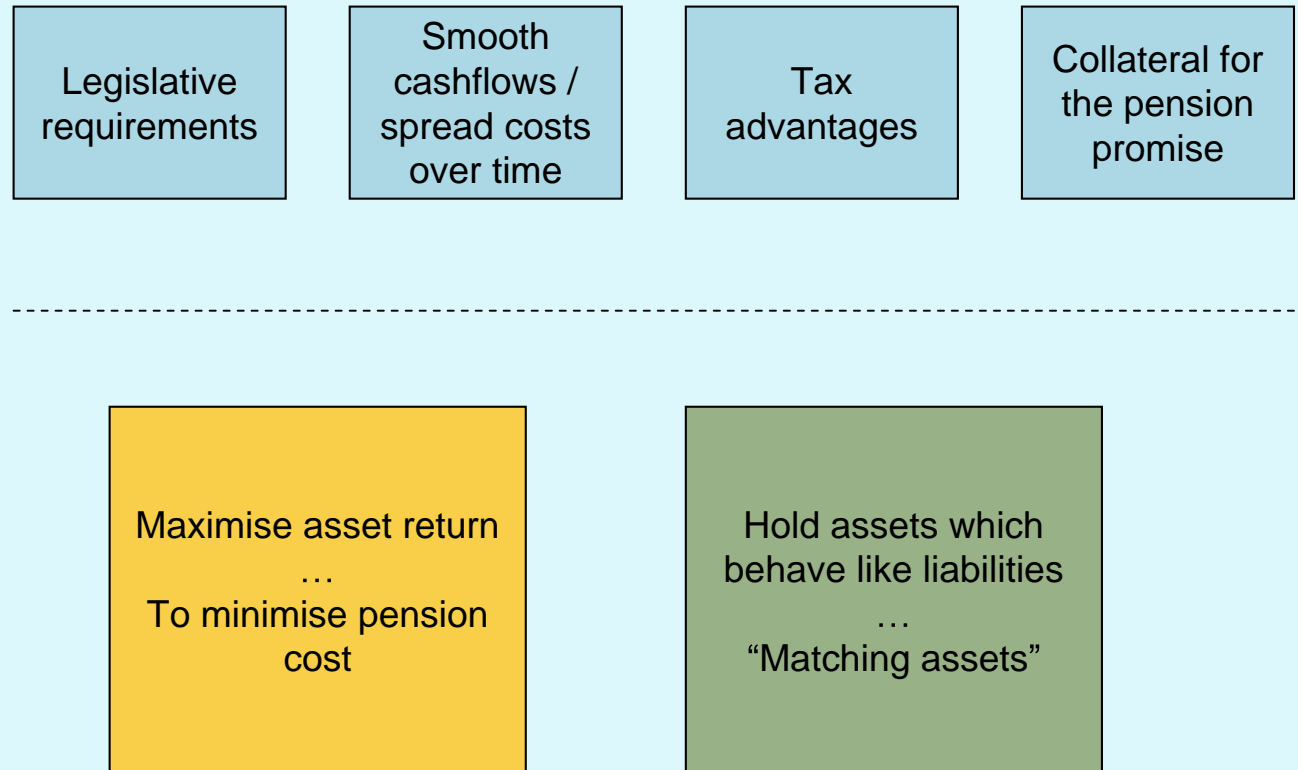 Legislative
requirements
Smooth
cashflows /
spread costs
over time
Tax
advantages
Collateral for
the pension
promise
Maximise asset return
…
To minimise pension
cost
Hold assets which
behave like liabilities
…
“Matching assets”